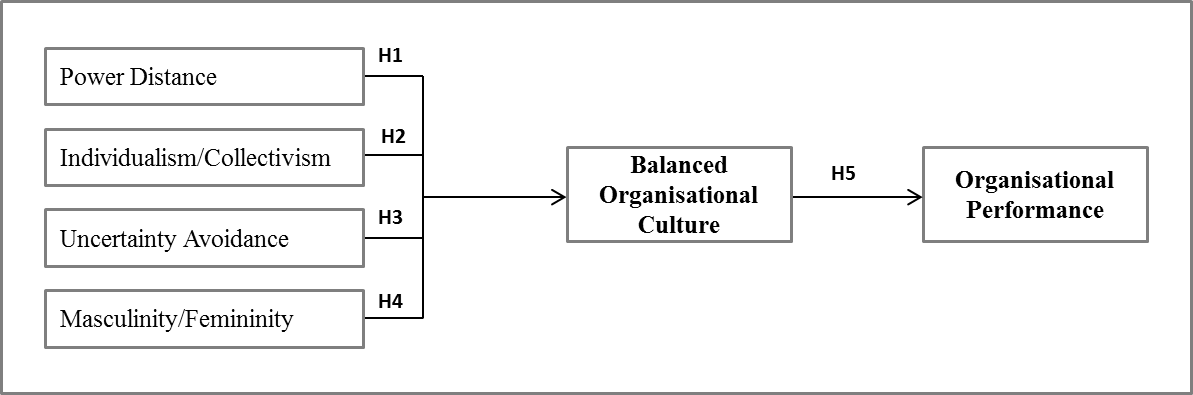 H1
Power Distance
H2
Individualism/Collectivism
H3
Uncertainty Avoidance
H4
Masculinity/Femininity
Balanced
Organisational
Culture
H5
Organisational
Performance